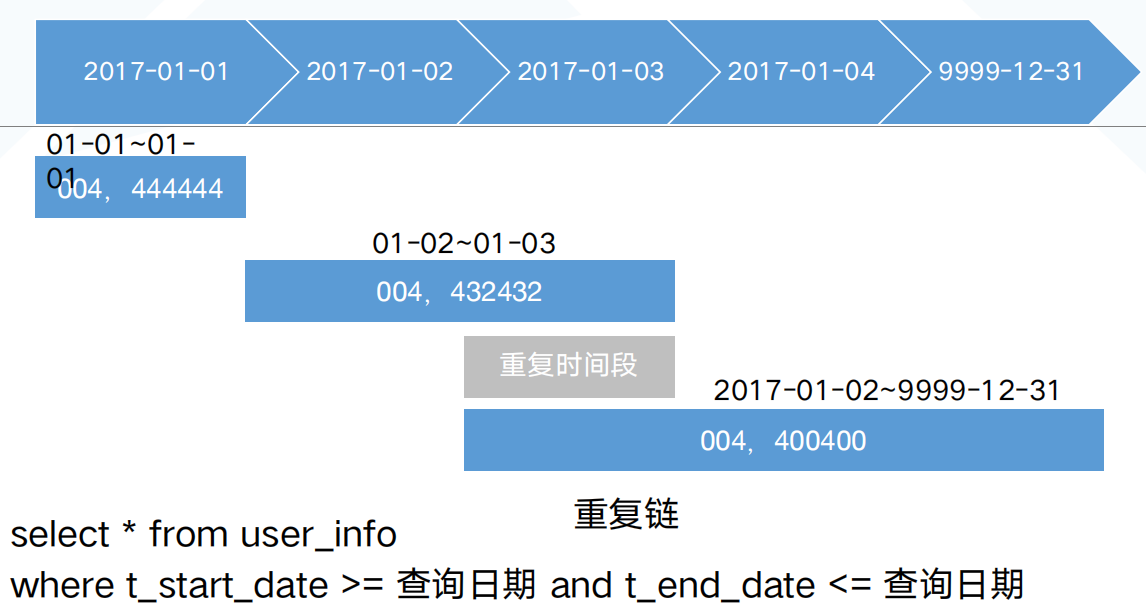 2017-01-01 2017-01-02 2017-01-03 2017-01-04 9999-12-31
01-01~01-
01
004，444444
01-02~01-03
004，432432
重复时间段
2017-01-02~9999-12-31
004，400400
重复链
select * from user_info
where t_start_date >= 查询日期 and t_end_date <= 查询日期